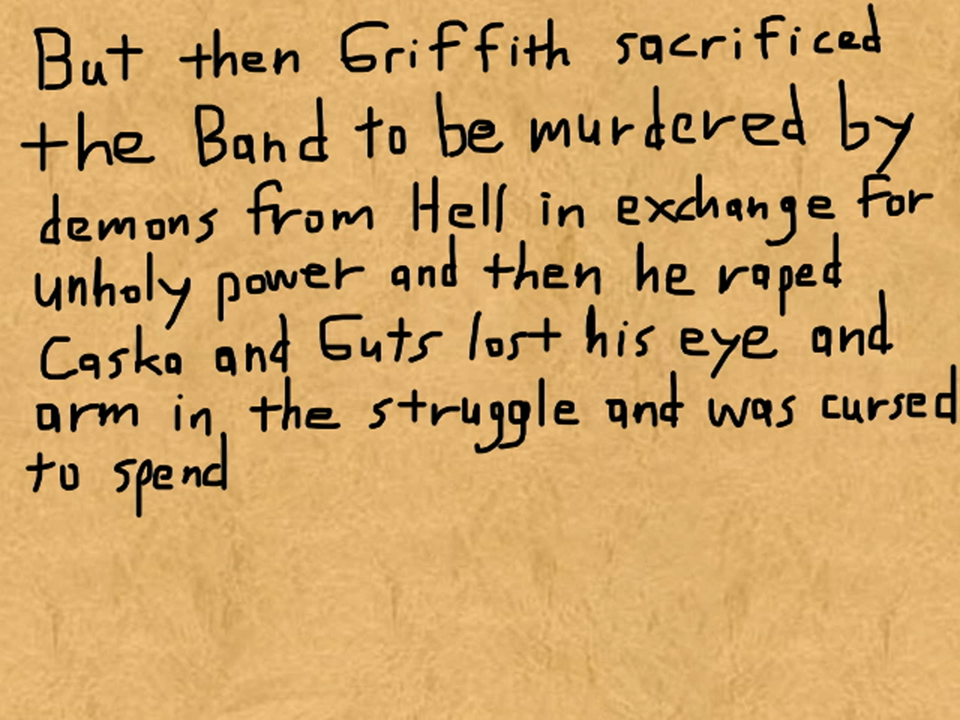 But then Griffith sacrificed
the Band to be murdered by
demons from Hell in exchange for
unholy power and then he raped
Caska and Guts lost his eye and
arm in the struggle and was cursed
to spend